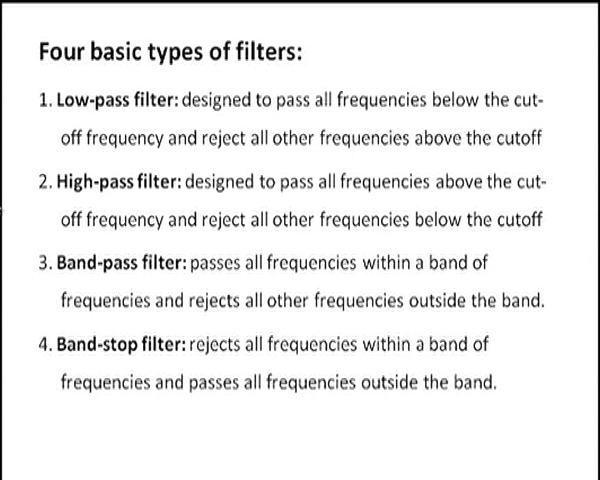 Four basic types of filters:
1. Low-pass filter: designed to pass all frequencies below the cut-
off frequency and reject all other frequencies above the cutoff
2. High-pass filter: designed to pass all frequencies above the cut-
off frequency and reject all other frequencies below the cutoff
3. Band-pass filter: passes all frequencies within a band of
frequencies and rejects all other frequencies outside the band.
4. Band-stop filter: rejects all frequencies within a band of
frequencies and passes all frequencies outside the band.